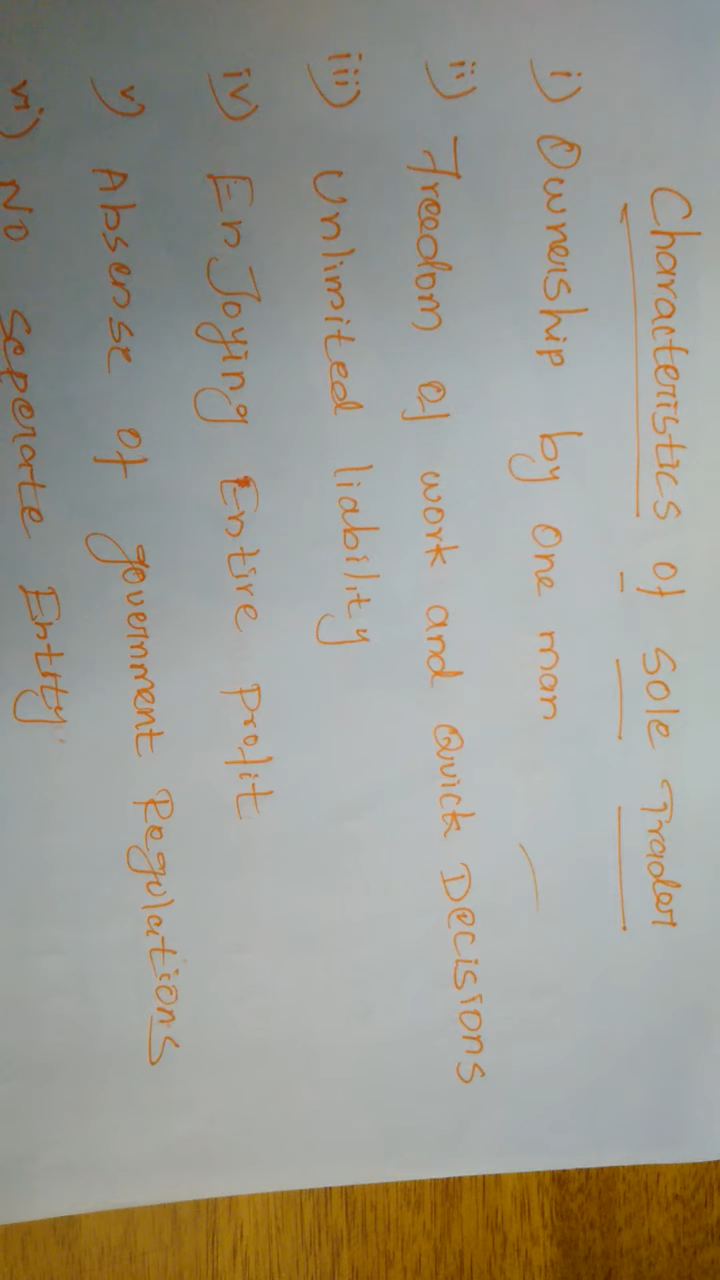 Characteristics of Sole Trader
i) Ownership by one man
ii) Freedom of work and Quick Decisions
iii) Unlimited liability
iv) EnJoying Entire profit
v) Absense of government Regulations
vi) No seperate Entity.